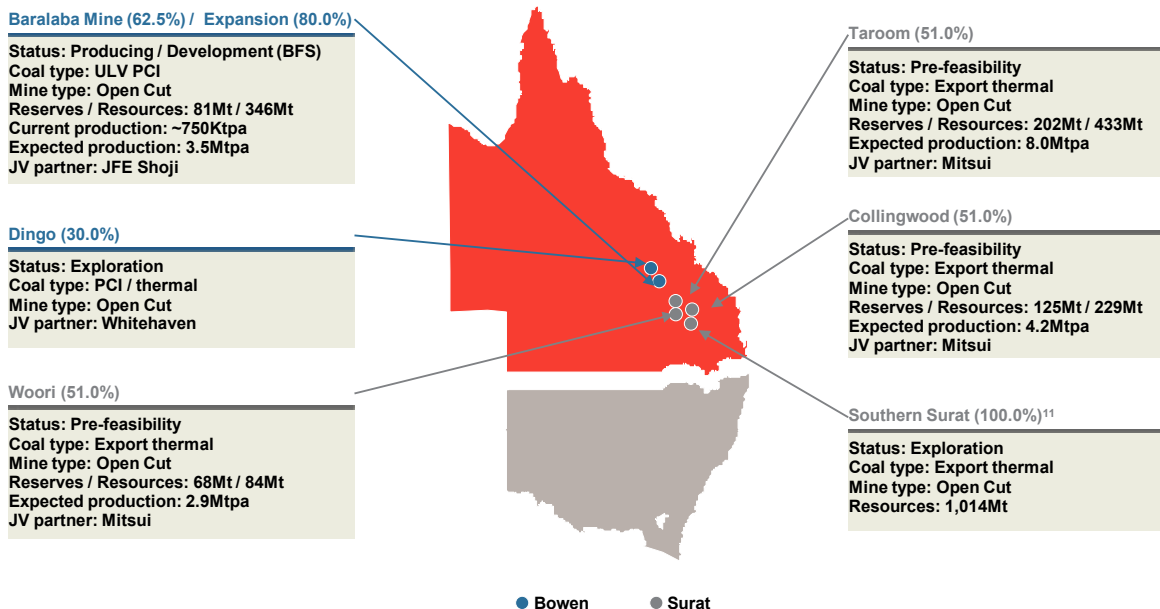 Baralaba Mine (62.5%) / Expansion (80.0%)
Status: Producing / Development (BFS)
Coal type: ULV PCI
Mine type: Open Cut
Reserves / Resources: 81Mt / 346Mt
Current production: ~750Ktpa
Expected production: 3.5Mtpa
JV partner: JFE Shoji
Dingo (30.0%)
Status: Exploration
Coal type: PCI / thermal
Mine type: Open Cut
JV partner: Whitehaven
Woori (51.0%)
Status: Pre-feasibility
Coal type: Export thermal
Mine type: Open Cut
Reserves / Resources: 68Mt / 84Mt
Expected production: 2.9Mtpa
JV partner: Mitsui
Taroom (51.0%)
Status: Pre-feasibility
Coal type: Export thermal
Mine type: Open Cut
Reserves / Resources: 202Mt / 433Mt
Expected production: 8.0Mtpa
JV partner: Mitsui
Collingwood (51.0%)
Status: Pre-feasibility
Coal type: Export thermal
Mine type: Open Cut
Reserves / Resources: 125Mt / 229Mt
Expected production: 4.2Mtpa
JV partner: Mitsui
Southern Surat (100.0%)¹¹
Status: Exploration
Coal type: Export thermal
Mine type: Open Cut
Resources: 1,014Mt
Bowen
Surat